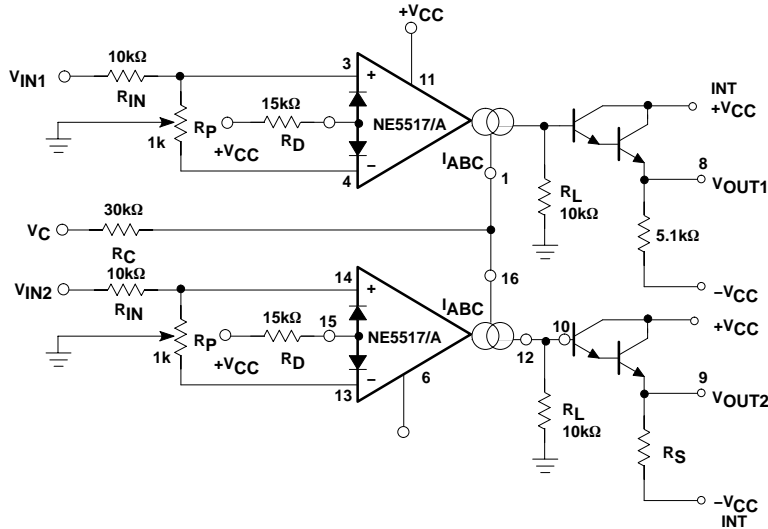 +VCC
10kΩ
VIN1
RIN
3
+
11
INT
+VCC
RP
1k
+VCC
15kΩ
RD
NE5517/A
IABC
4
−
1
8
VOUT1
RL
10kΩ
5.1kΩ
30kΩ
VC
RC
−VCC
10kΩ
VIN2
RIN
14
+
16
IABC
+VCC
RP
1k
+VCC
15kΩ
15
RD
NE5517/A
12
10
13
−
6
9
VOUT2
RL
10kΩ
RS
−VCC
INT